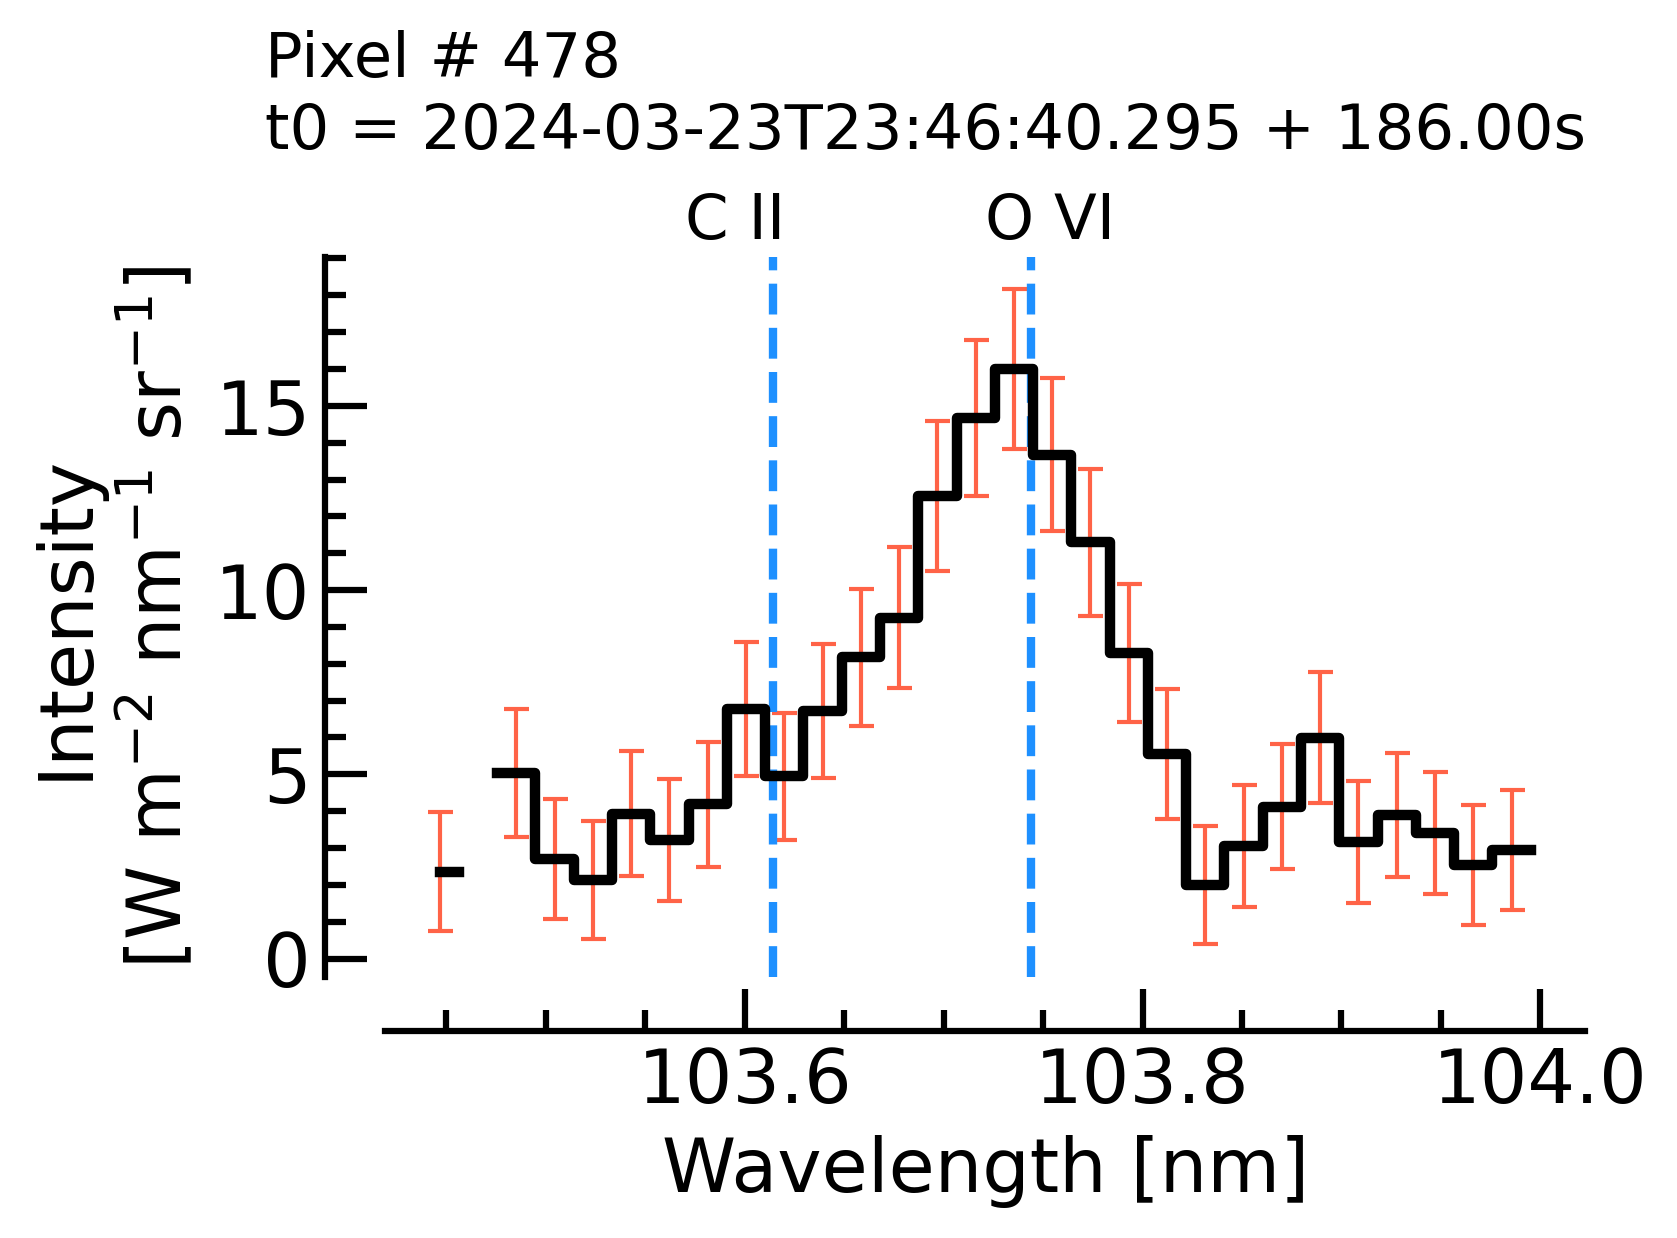 Pixel # 478
t0 = 2024-03-23T23:46:40.295 + 186.00s
C II O VI
Intensity
[W m⁻² nm⁻¹ sr⁻¹]
15
10
5
0
103.6 103.8 104.0
Wavelength [nm]